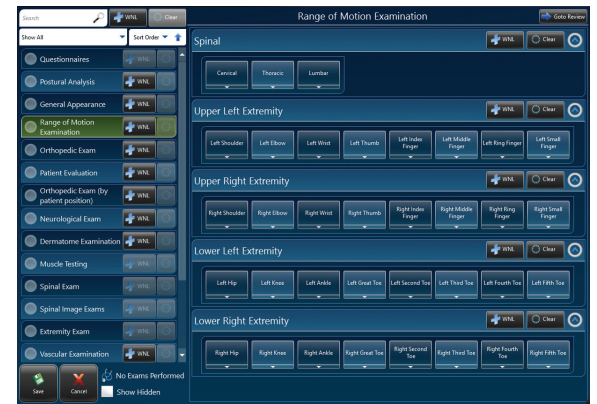 Search
WNL
Clear
Range of Motion Examination
Goto Review
Show All
Sort Order
Questionnaires
WNL
Postural Analysis
WNL
General Appearance
WNL
Range of Motion
Examination
WNL
Orthopedic Exam
WNL
Patient Evaluation
WNL
Orthopedic Exam (by
patient position)
WNL
Neurological Exam
WNL
Dermatome Examination
WNL
Muscle Testing
WNL
Spinal Exam
WNL
Spinal Image Exams
WNL
Extremity Exam
WNL
Vascular Examination
WNL
Save
Cancel
No Exams Performed
Show Hidden
Spinal
WNL
Clear
Cervical
Thoracic
Lumbar
Upper Left Extremity
WNL
Clear
Left Shoulder
Left Elbow
Left Wrist
Left Thumb
Left Index
Finger
Left Middle
Finger
Left Ring Finger
Left Small
Finger
Upper Right Extremity
WNL
Clear
Right Shoulder
Right Elbow
Right Wrist
Right Thumb
Right Index
Finger
Right Middle
Finger
Right Ring
Finger
Right Small
Finger
Lower Left Extremity
WNL
Clear
Left Hip
Left Knee
Left Ankle
Left Great Toe
Left Second Toe
Left Third Toe
Left Fourth Toe
Left Fifth Toe
Lower Right Extremity
WNL
Clear
Right Hip
Right Knee
Right Ankle
Right Great Toe
Right Second
Toe
Right Third Toe
Right Fourth
Toe
Right Fifth Toe